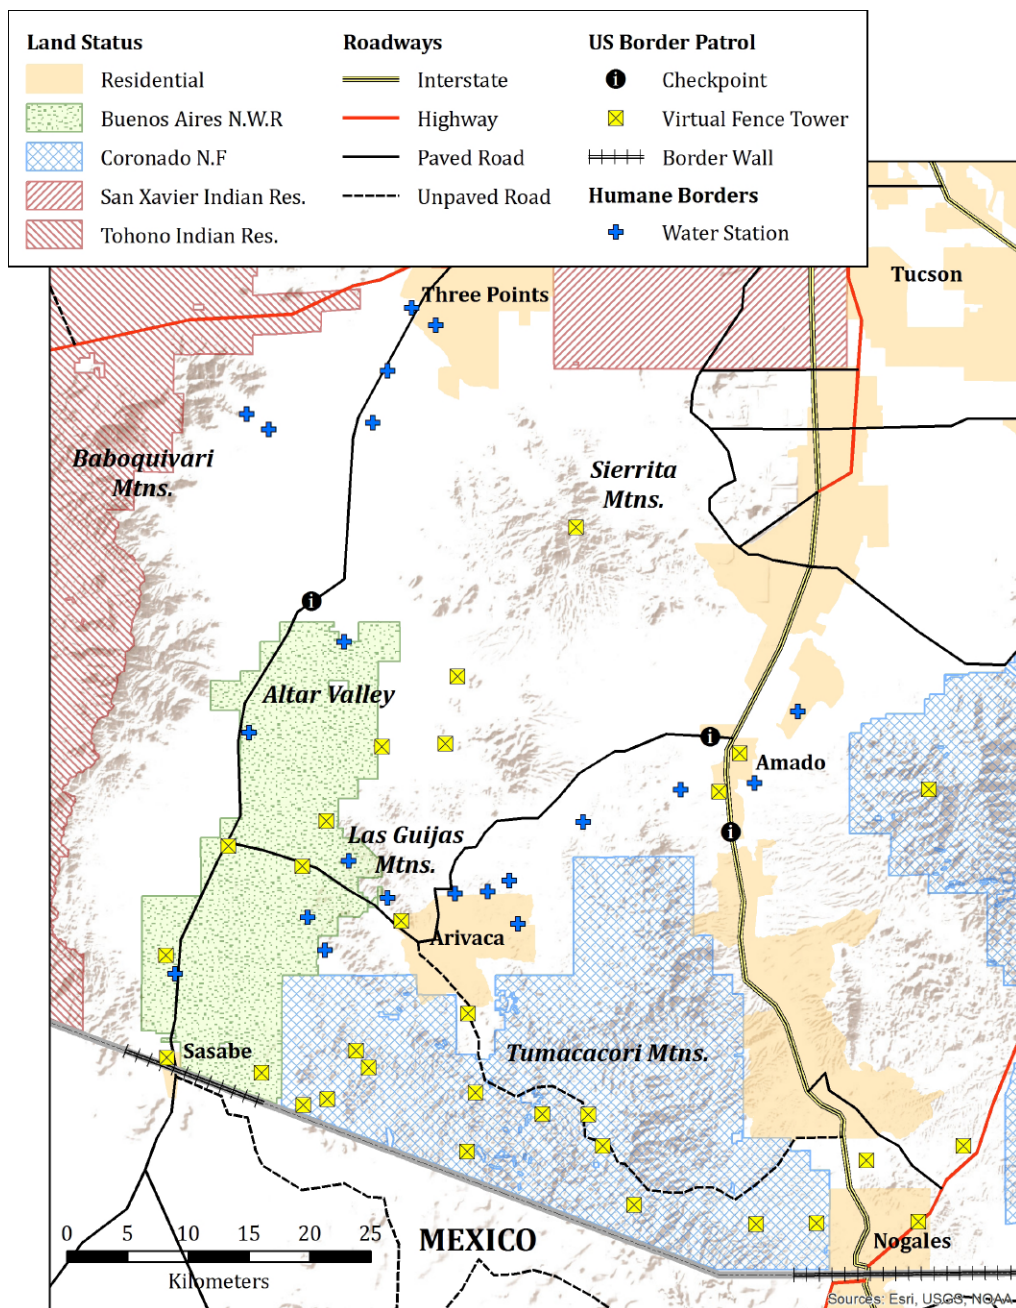 Land Status
Residential
Buenos Aires N.W.R
Coronado N.F
San Xavier Indian Res.
Tohono Indian Res.
Roadways
Interstate
Highway
Paved Road
Unpaved Road
US Border Patrol
i Checkpoint
Virtual Fence Tower
Border Wall
Humane Borders
Water Station
Tucson
Three Points
Baboquivari
Mtns.
Sierrita
Mtns.
i
Altar Valley
i
Amado
i
Las Guijas
Mtns.
Arivaca
Sasabe
Tumacacori Mtns.
MEXICO
Nogales
0 5 10 15 20 25
Kilometers
Sources: Esri, USGS, NOAA